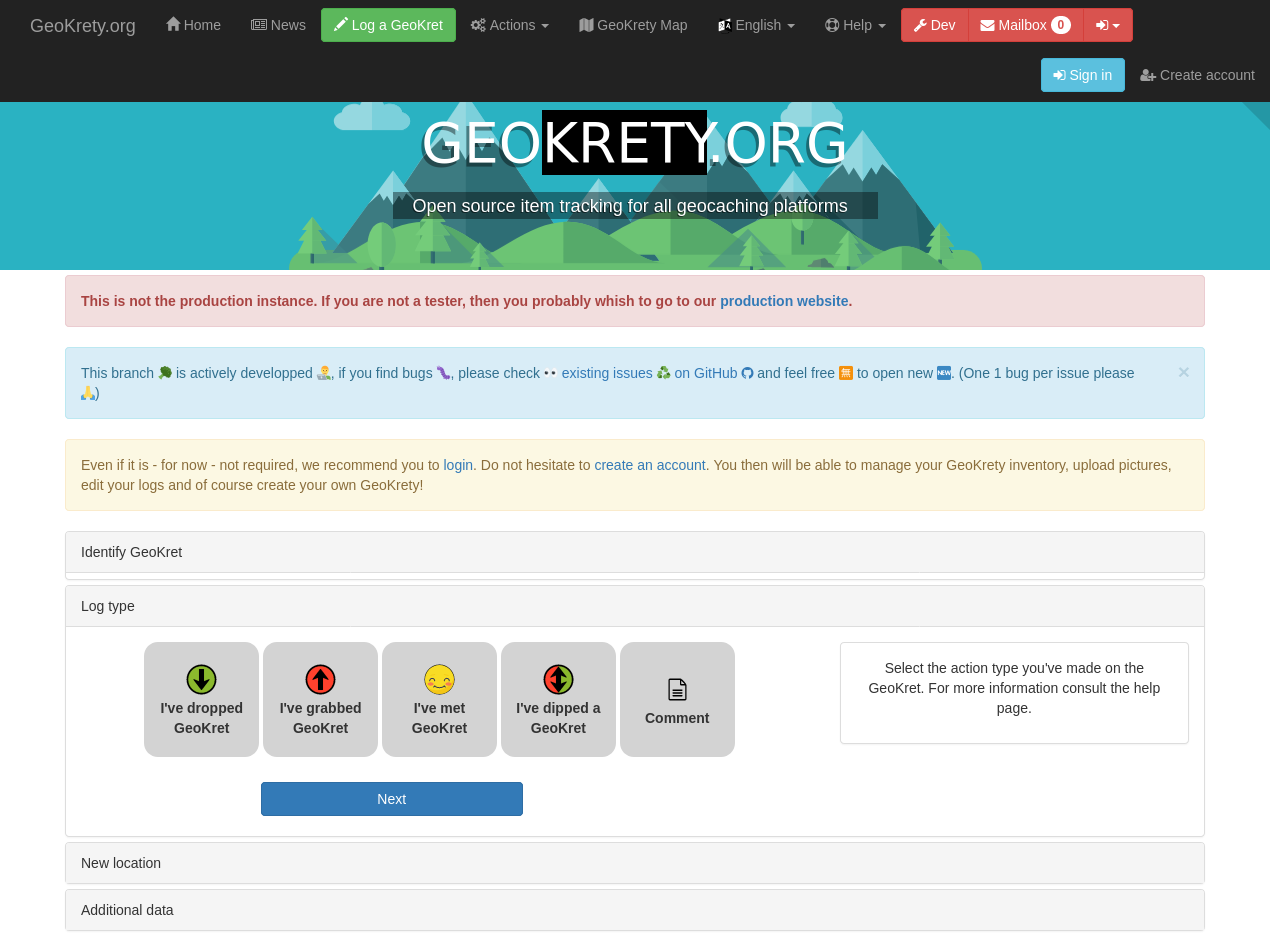 GeoKrety.org Home News Log a GeoKret Actions GeoKrety Map English Help Dev Mailbox 0
Sign in Create account
GEOKRETY.ORG
Open source item tracking for all geocaching platforms
This is not the production instance. If you are not a tester, then you probably whish to go to our production website.
This branch 🌳 is actively developped 👨‍🔬, if you find bugs 🐛, please check 👀 existing issues ♻ on GitHub and feel free 🈚 to open new 🆕. (One 1 bug per issue please
🙏)
×
Even if it is - for now - not required, we recommend you to login. Do not hesitate to create an account. You then will be able to manage your GeoKrety inventory, upload pictures,
edit your logs and of course create your own GeoKrety!
Identify GeoKret
Log type
I've dropped
GeoKret
I've grabbed
GeoKret
I've met
GeoKret
I've dipped a
GeoKret
Comment
Select the action type you've made on the
GeoKret. For more information consult the help
page.
Next
New location
Additional data